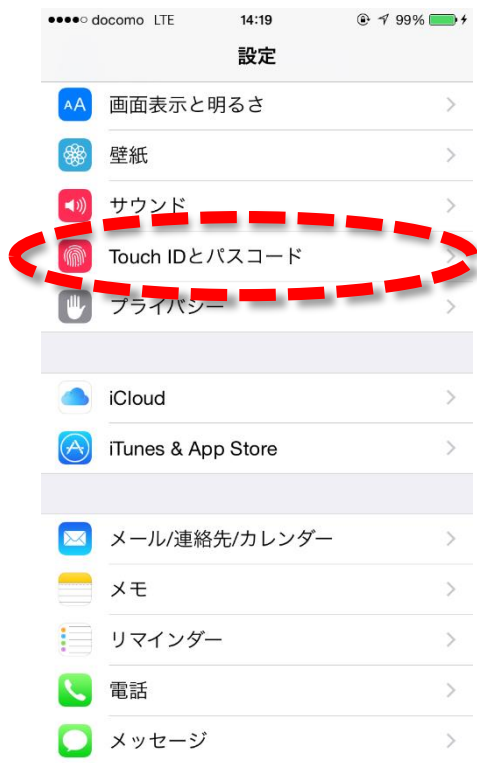 docomo LTE 14:19 99%
設定
AA 画面表示と明るさ
壁紙
サウンド
Touch IDとパスコード
プライバシー
iCloud
iTunes & App Store
メール/連絡先/カレンダー
メモ
リマインダー
電話
メッセージ